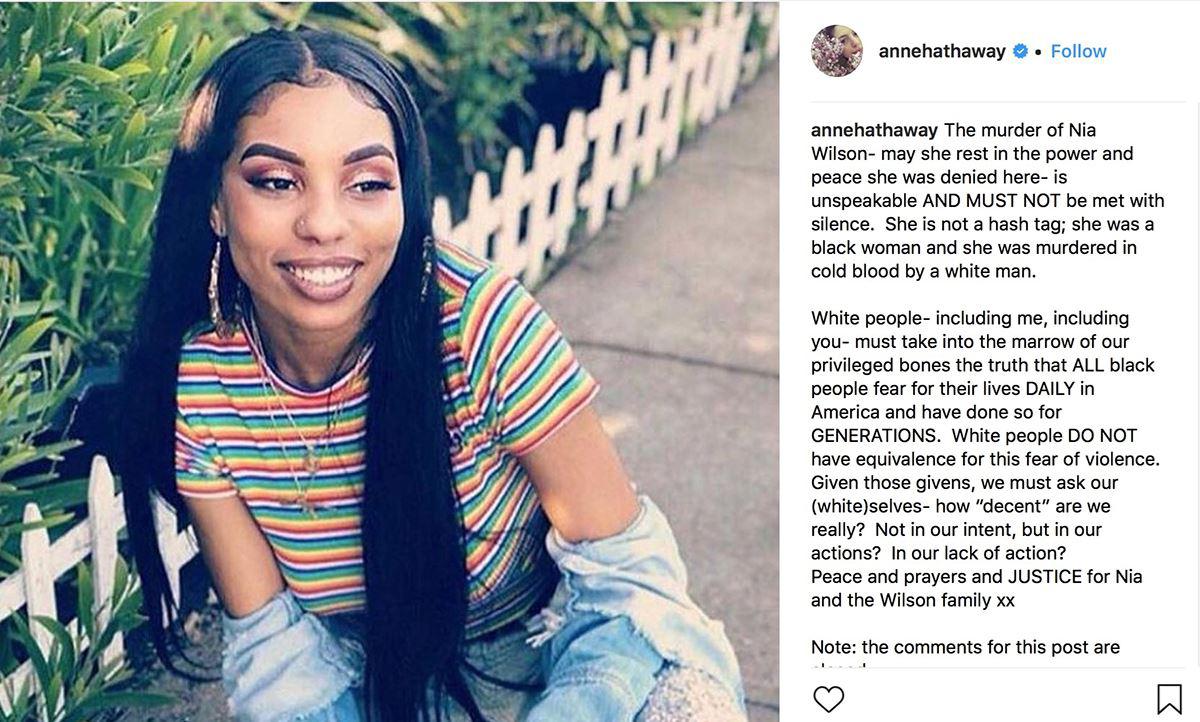 annehathaway • Follow
annehathaway The murder of Nia
Wilson- may she rest in the power and
peace she was denied here- is
unspeakable AND MUST NOT be met with
silence.  She is not a hash tag; she was a
black woman and she was murdered in
cold blood by a white man.
White people- including me, including
you- must take into the marrow of our
privileged bones the truth that ALL black
people fear for their lives DAILY in
America and have done so for
GENERATIONS.  White people DO NOT
have equivalence for this fear of violence.
Given those givens, we must ask our
(white)selves- how “decent” are we
really?  Not in our intent, but in our
actions?  In our lack of action?
Peace and prayers and JUSTICE for Nia
and the Wilson family xx
Note: the comments for this post are